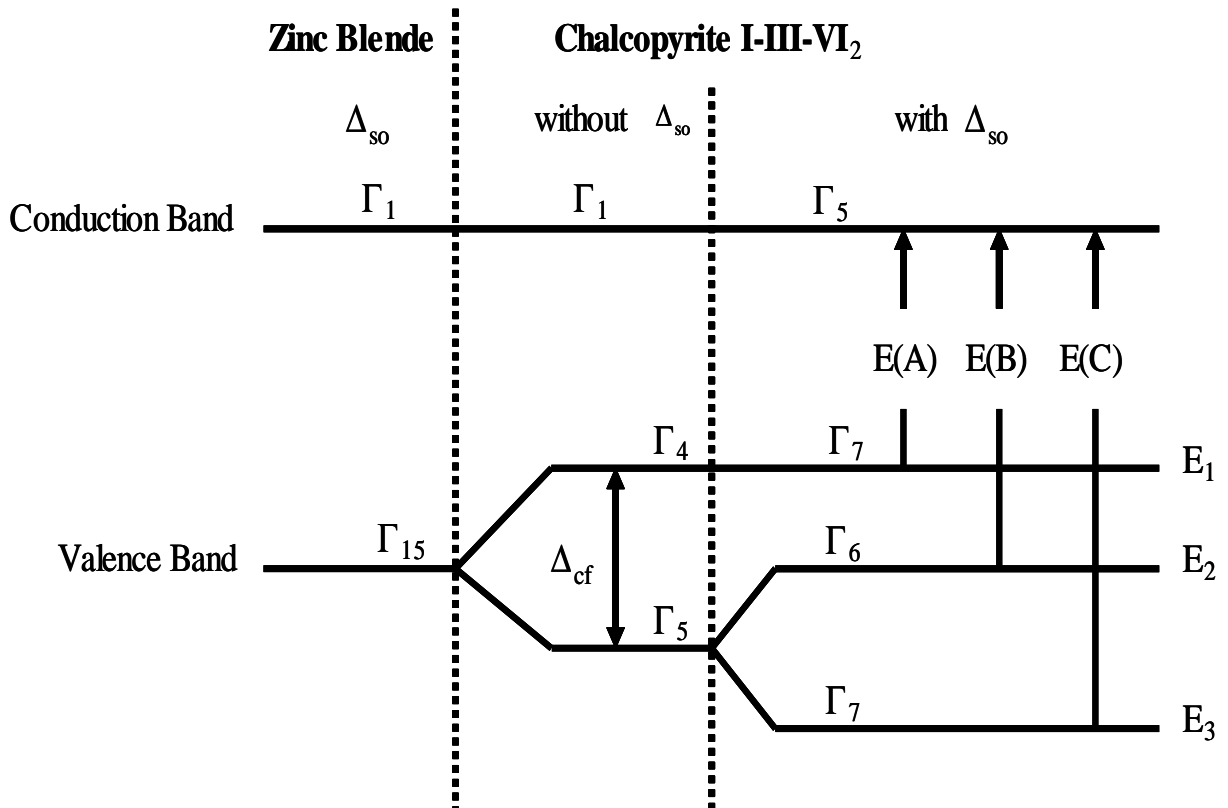 Zinc Blende Chalcopyrite I-III-VI₂
Δso without Δso with Δso
Γ1 Γ1 Γ5
Conduction Band
E(A) E(B) E(C)
Γ4 Γ7 E1
Γ15 Γ6
Valence Band Δcf E2
Γ5
Γ7 E3